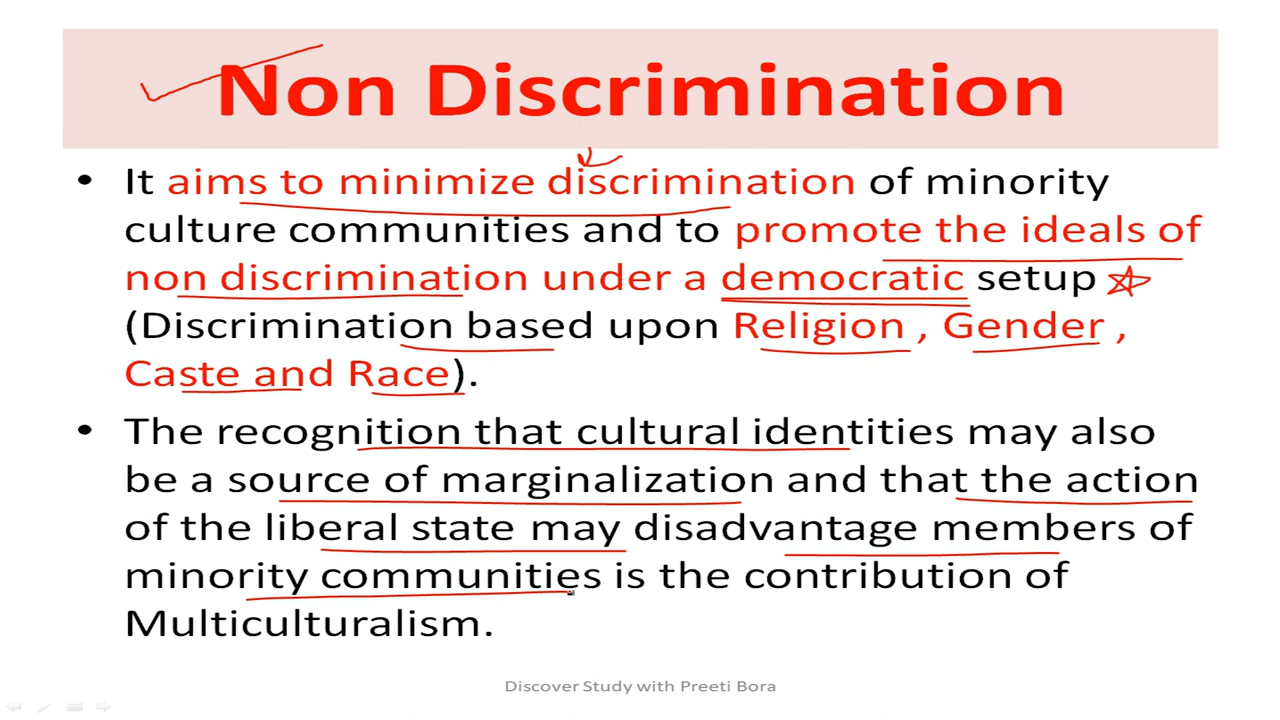 Non Discrimination
• It aims to minimize discrimination of minority
culture communities and to promote the ideals of
non discrimination under a democratic setup
(Discrimination based upon Religion , Gender ,
Caste and Race).
• The recognition that cultural identities may also
be a source of marginalization and that the action
of the liberal state may disadvantage members of
minority communities is the contribution of
Multiculturalism.
Discover Study with Preeti Bora